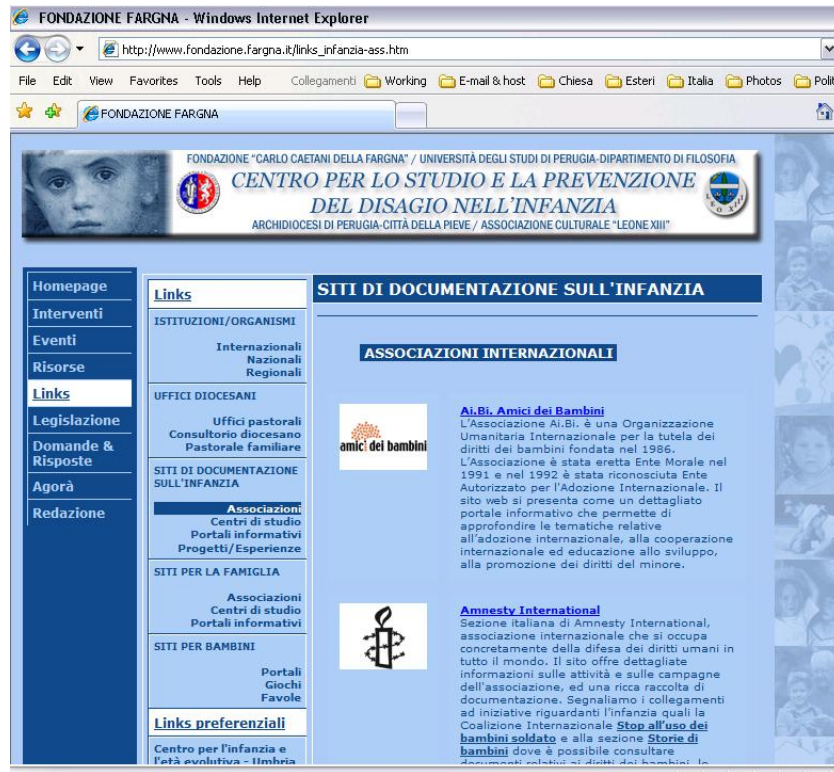 FONDAZIONE FARGNA - Windows Internet Explorer
http://www.fondazione.fargna.it/links_infanzia-ass.htm
File Edit View Favorites Tools Help Collegamenti Working E-mail & host Chiesa Esteri Italia Photos Polit
FONDAZIONE FARGNA
FONDAZIONE "CARLO CAETANI DELLA FARGNA" / UNIVERSITÀ DEGLI STUDI DI PERUGIA-DIPARTIMENTO DI FILOSOFIA
CENTRO PER LO STUDIO E LA PREVENZIONE
DEL DISAGIO NELL'INFANZIA
ARCHIDIOCESI DI PERUGIA-CITTÀ DELLA PIEVE / ASSOCIAZIONE CULTURALE "LEONE XIII"
LEO XIII
Homepage
Interventi
Eventi
Risorse
Links
Legislazione
Domande &
Risposte
Agorà
Redazione
Links
ISTITUZIONI/ORGANISMI
Internazionali
Nazionali
Regionali
UFFICI DIOCESANI
Uffici pastorali
Consultorio diocesano
Pastorale familiare
SITI DI DOCUMENTAZIONE
SULL'INFANZIA
Associazioni
Centri di studio
Portali informativi
Progetti/Esperienze
SITI PER LA FAMIGLIA
Associazioni
Centri di studio
Portali informativi
SITI PER BAMBINI
Portali
Giochi
Favole
Links preferenziali
Centro per l'infanzia e
l'età evolutiva - Umbria
SITI DI DOCUMENTAZIONE SULL'INFANZIA
ASSOCIAZIONI INTERNAZIONALI
amici dei bambini
Ai.Bi. Amici dei Bambini
L'Associazione Ai.Bi. è una Organizzazione
Umanitaria Internazionale per la tutela dei
diritti dei bambini fondata nel 1986.
L'Associazione è stata eretta Ente Morale nel
1991 e nel 1992 è stata riconosciuta Ente
Autorizzato per l'Adozione Internazionale. Il
sito web si presenta come un dettagliato
portale informativo che permette di
approfondire le tematiche relative
all'adozione internazionale, alla cooperazione
internazionale ed educazione allo sviluppo,
alla promozione dei diritti del minore.
Amnesty International
Sezione italiana di Amnesty International,
associazione internazionale che si occupa
concretamente della difesa dei diritti umani in
tutto il mondo. Il sito offre dettagliate
informazioni sulle attività e sulle campagne
dell'associazione, ed una ricca raccolta di
documentazione. Segnaliamo i collegamenti
ad iniziative riguardanti l'infanzia quali la
Coalizione Internazionale Stop all'uso dei
bambini soldato e alla sezione Storie di
bambini dove è possibile consultare
documenti relativi ai diritti dei bambini, le